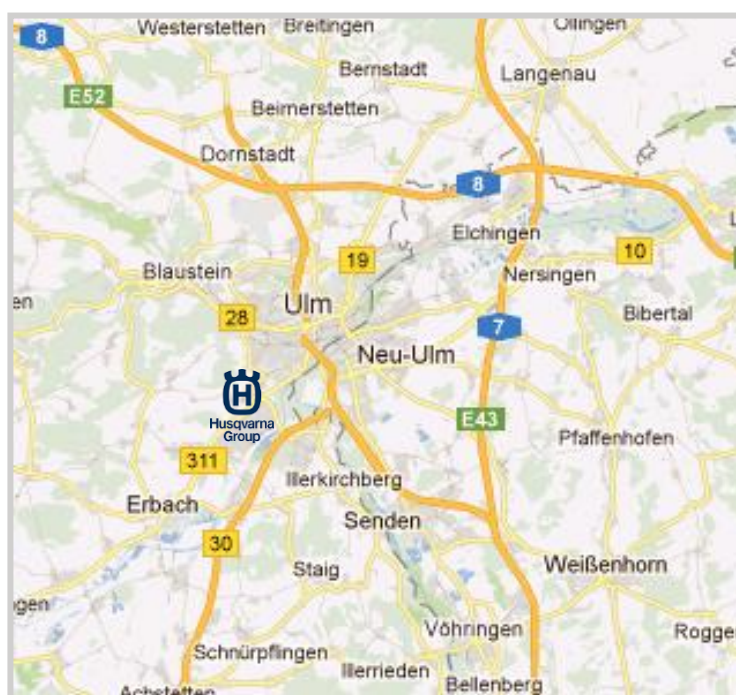 Westerstetten
Breitingen
Öllingen
8
Bernstadt
Langenau
E52
Beimerstetten
Dornstadt
8
Elchingen
19
10
Blaustein
Nersingen
Ulm
28
Bibertal
7
Neu-Ulm
H
Husqvarna
Group
E43
Pfaffenhofen
311
Illerkirchberg
Erbach
Senden
30
Staig
Weißenhorn
Vöhringen
Schnürpflingen
Illerrieden
Bellenberg
Achstetten